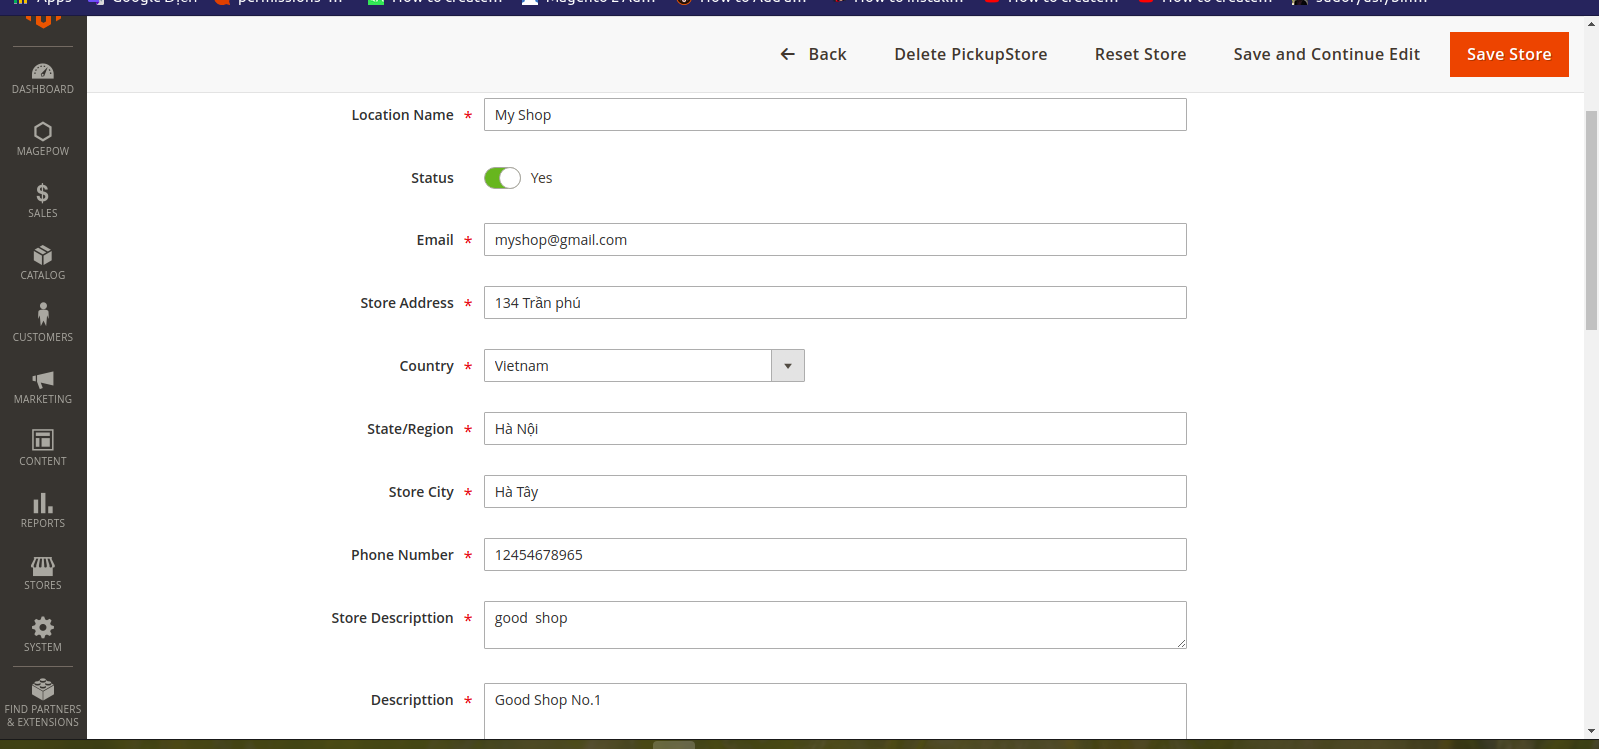 Apps
Back
Delete PickupStore
Reset Store
Save and Continue Edit
Save Store
DASHBOARD
MAGEPOW
SALES
CATALOG
CUSTOMERS
MARKETING
CONTENT
REPORTS
STORES
SYSTEM
FIND PARTNERS
& EXTENSIONS
Location Name * My Shop
Status Yes
Email * myshop@gmail.com
Store Address * 134 Trần phú
Country * Vietnam
State/Region * Hà Nội
Store City * Hà Tây
Phone Number * 12454678965
Store Descripttion * good  shop
Descripttion * Good Shop No.1